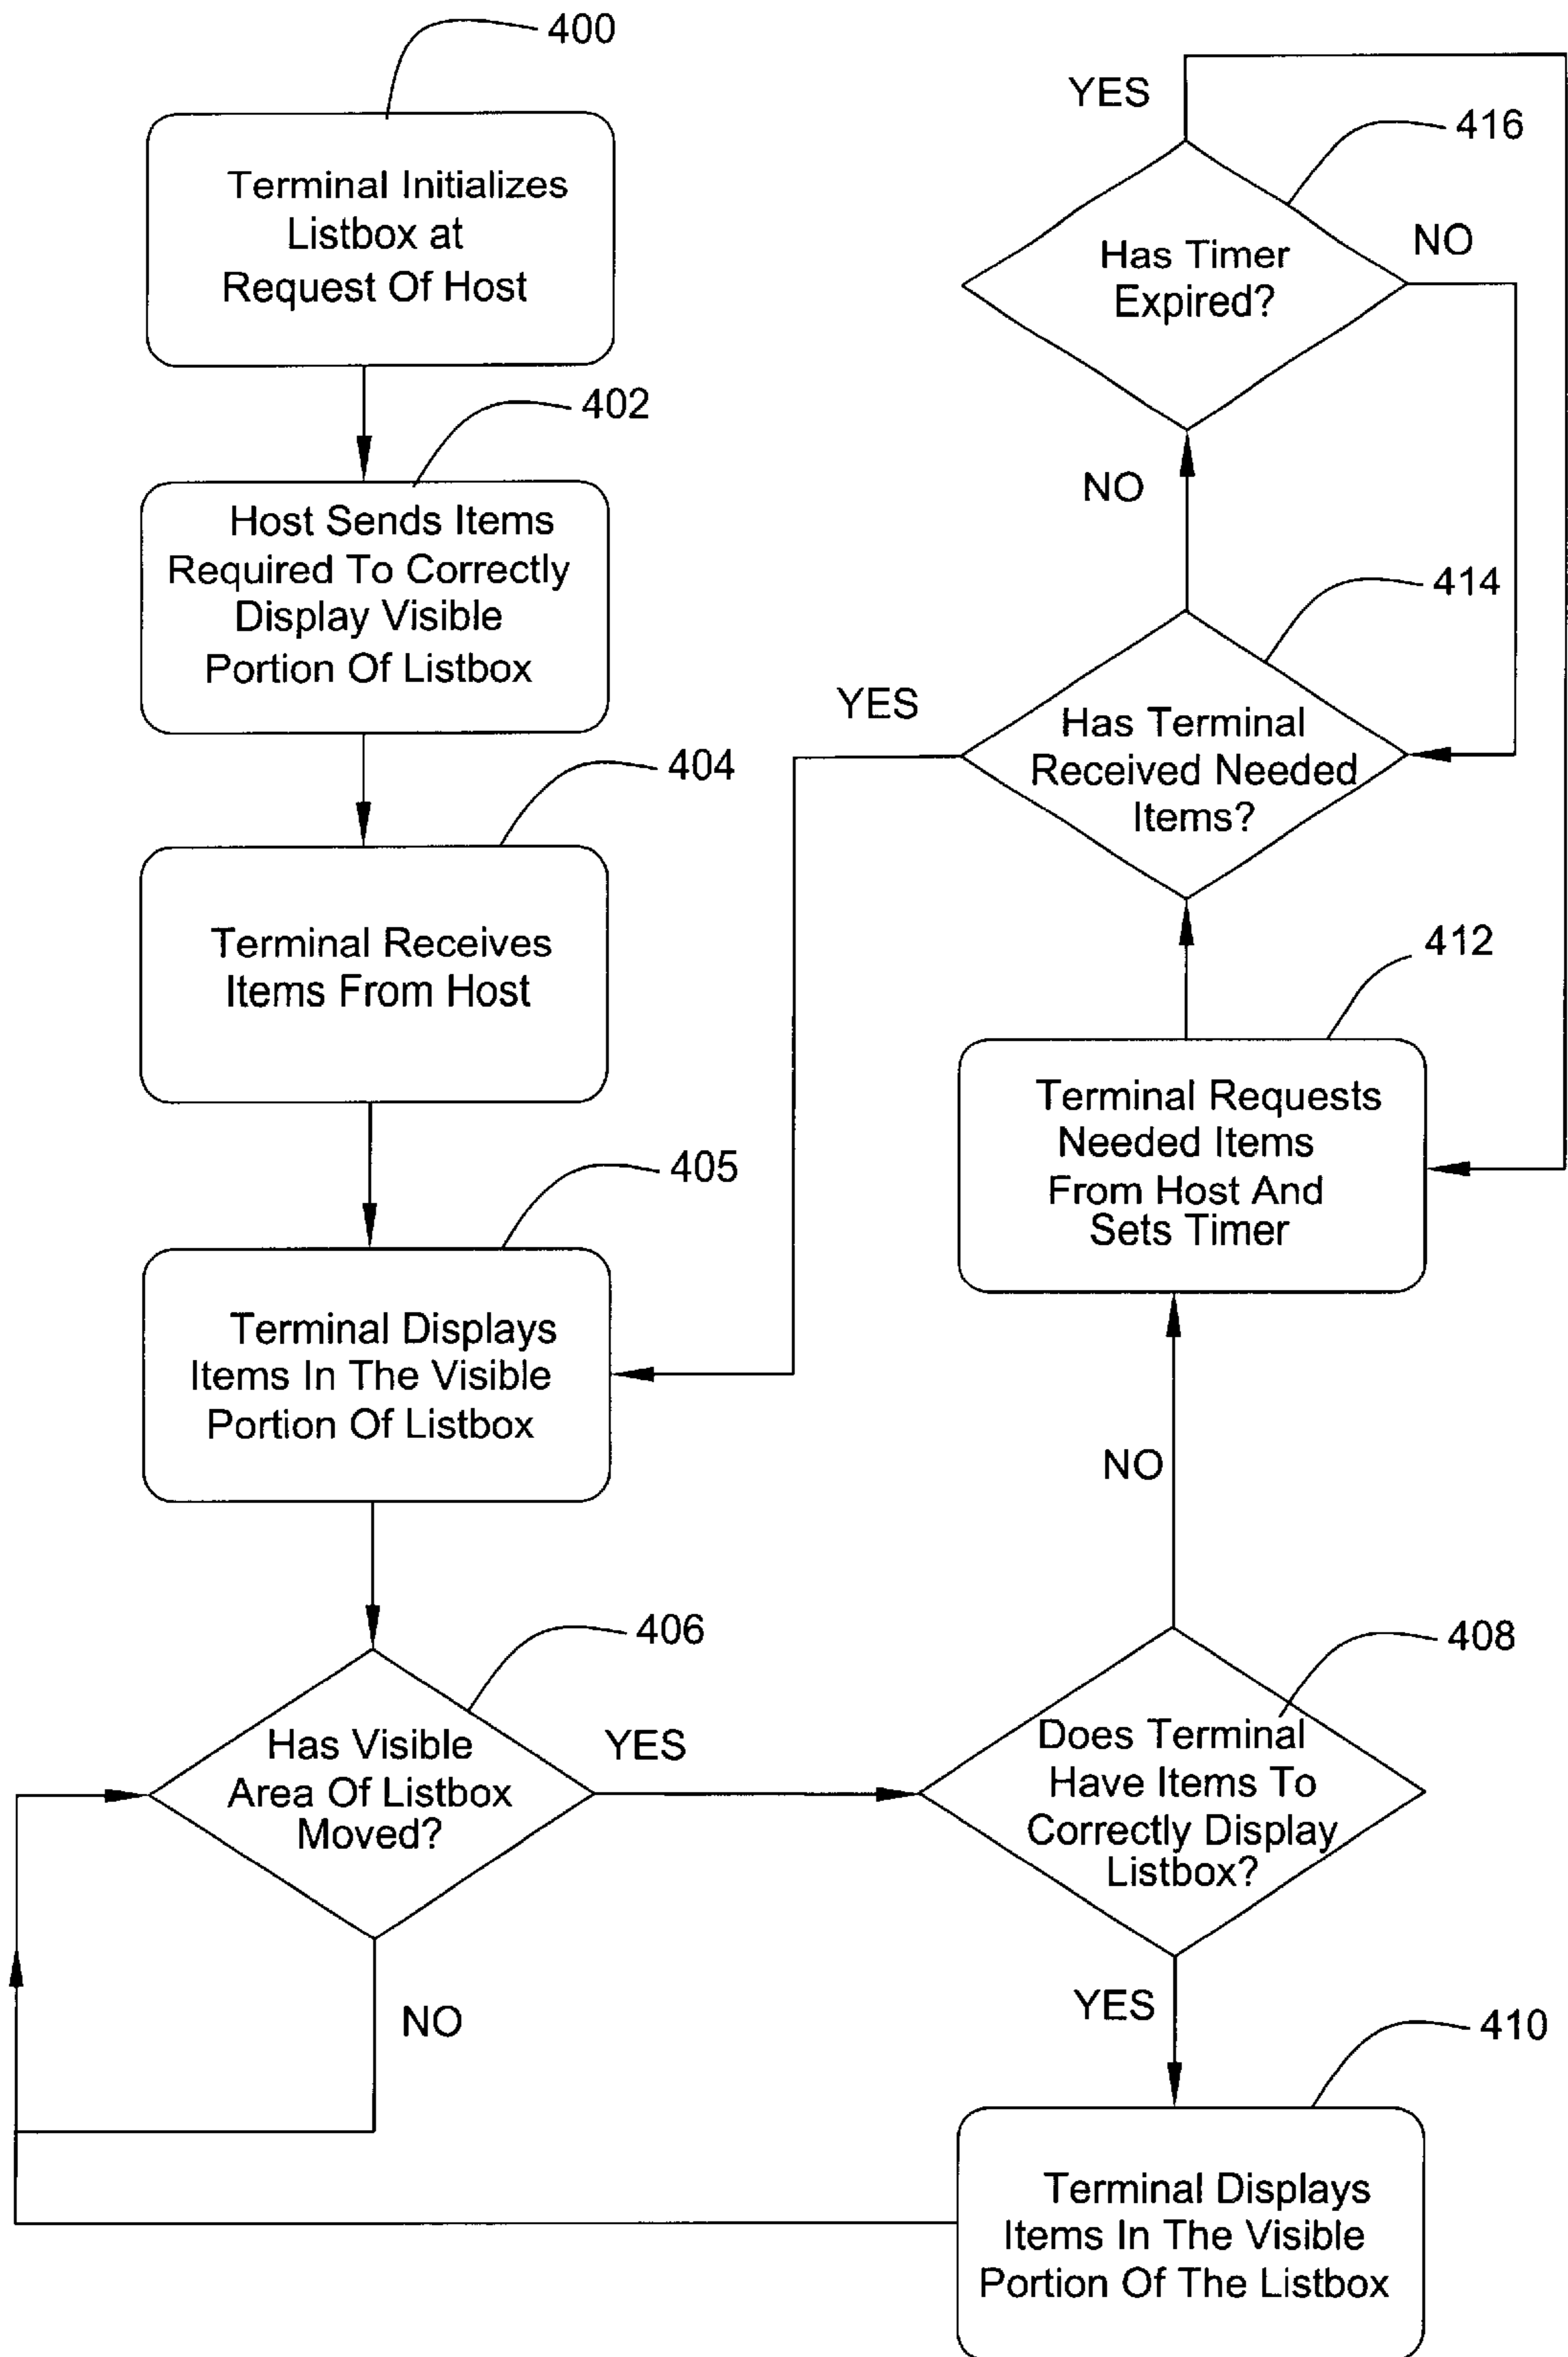 400
Terminal Initializes
Listbox at
Request Of Host
402
Host Sends Items
Required To Correctly
Display Visible
Portion Of Listbox
404
Terminal Receives
Items From Host
405
Terminal Displays
Items In The Visible
Portion Of Listbox
406
Has Visible
Area Of Listbox
Moved?
YES
NO
408
Does Terminal
Have Items To
Correctly Display
Listbox?
NO
YES
410
Terminal Displays
Items In The Visible
Portion Of The Listbox
412
Terminal Requests
Needed Items
From Host And
Sets Timer
414
Has Terminal
Received Needed
Items?
YES
NO
416
Has Timer
Expired?
YES
NO